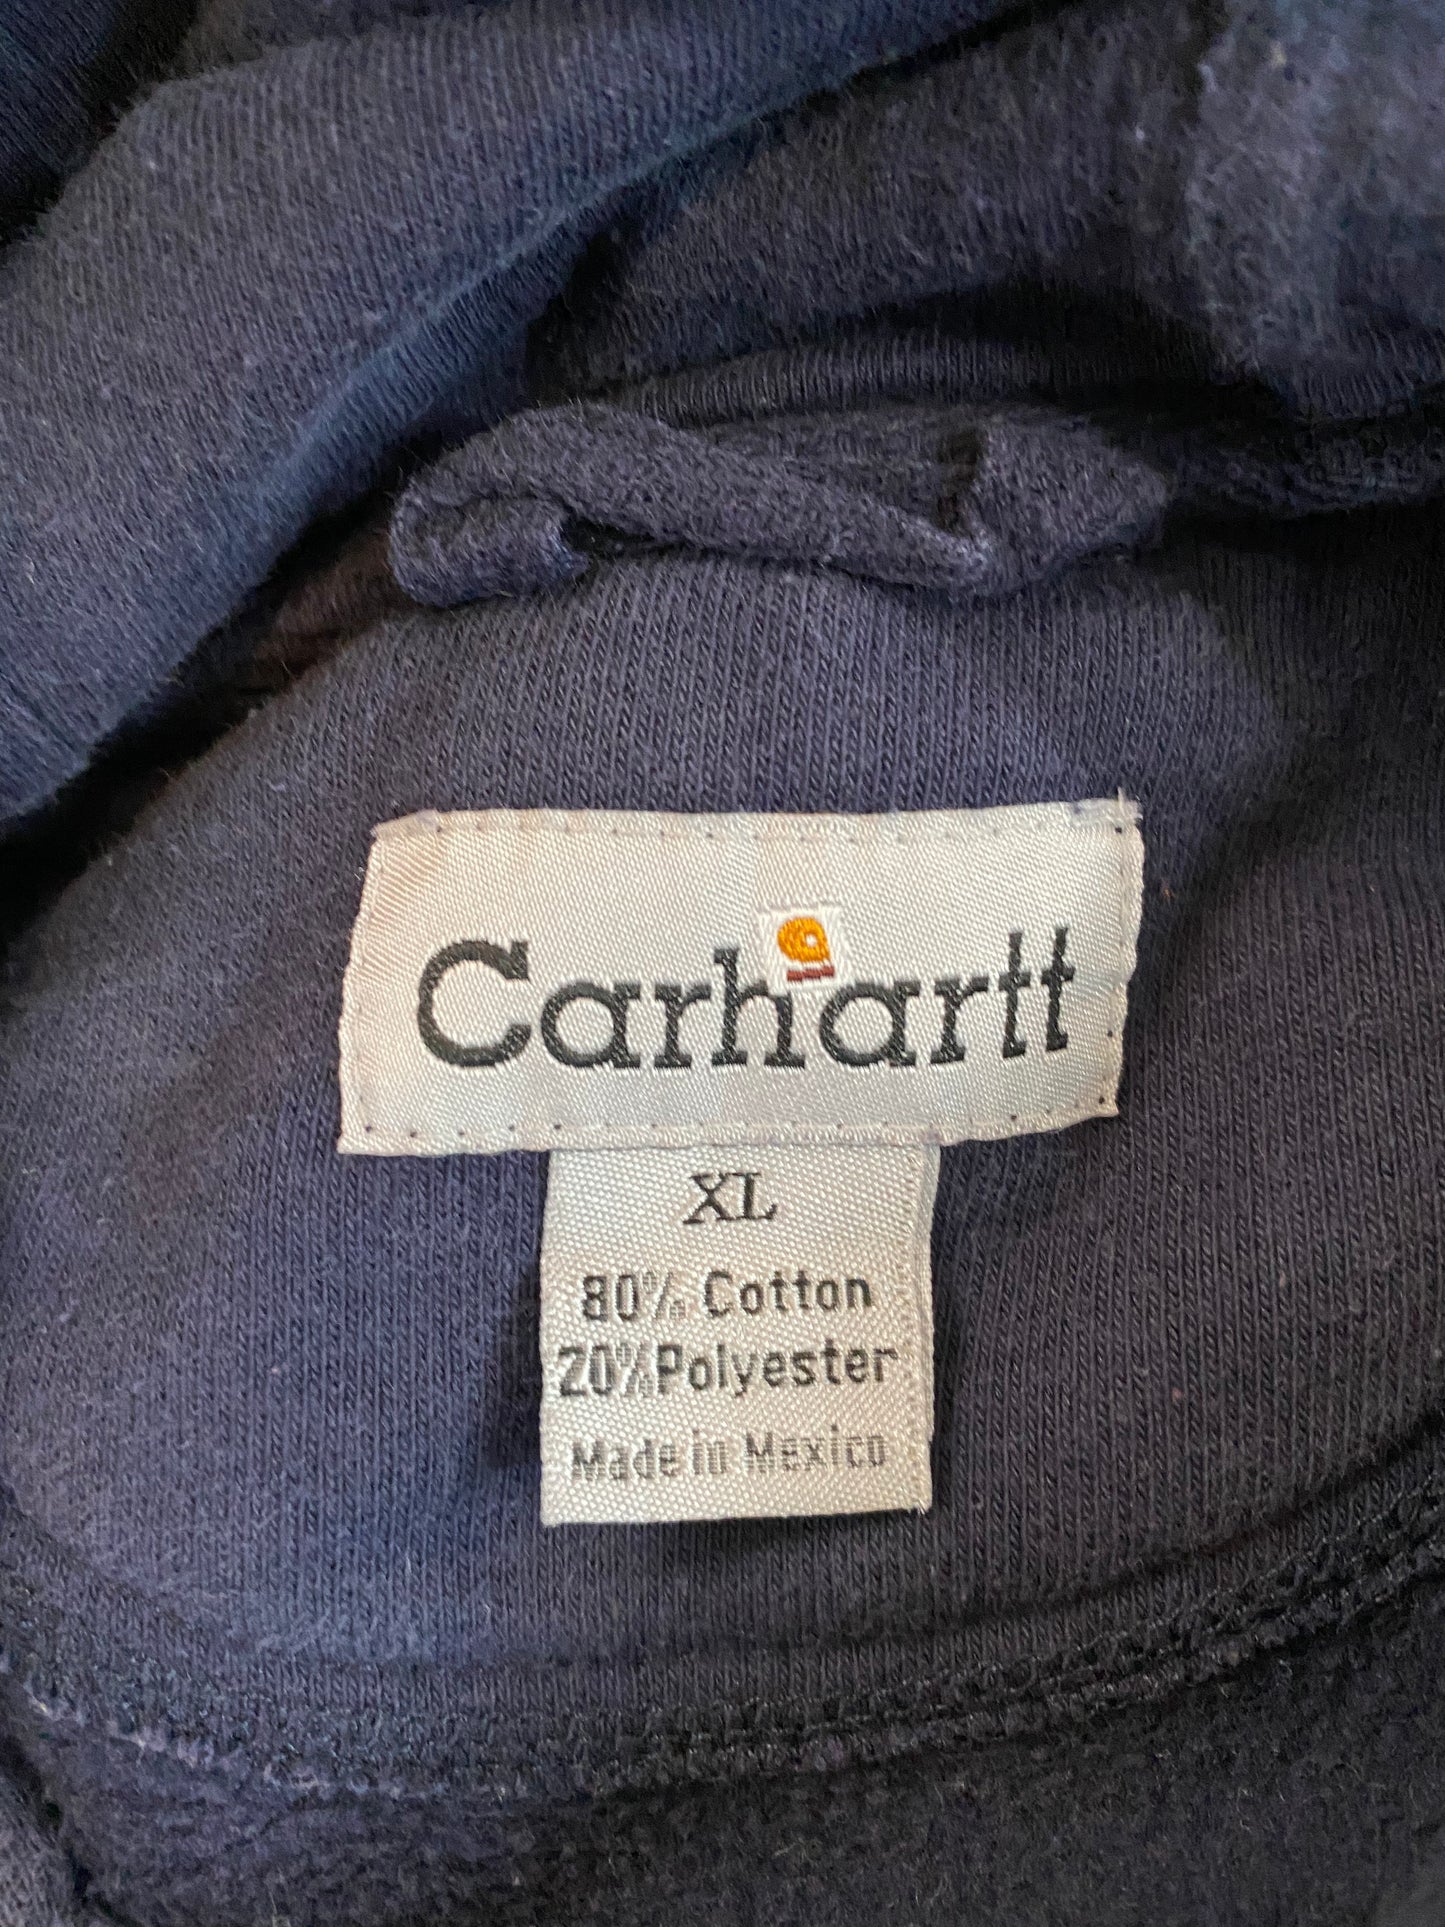 Carhartt
XL
80% Cotton
20% Polyester
Made in Mexico